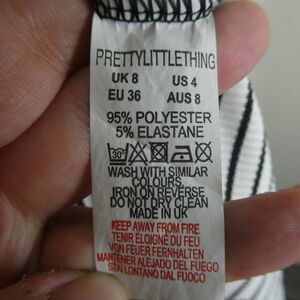 PRETTYLITTLETHING
UK 8 US 4
EU 36 AUS 8
95% POLYESTER
5% ELASTANE
30°
WASH WITH SIMILAR
COLOURS
IRON ON REVERSE
DO NOT DRY CLEAN
MADE IN UK
KEEP AWAY FROM FIRE
TENIR ÉLOIGNÉ DU FEU
VON FEUER FERNHALTEN
MANTENER ALEJADO DEL FUEGO
STAI LONTANO DAL FUOCO